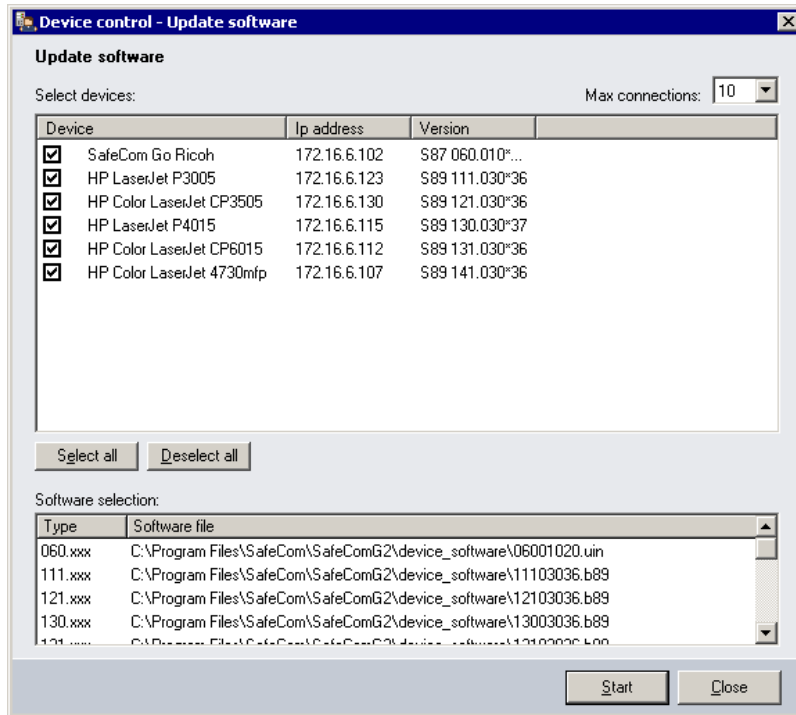 Device control - Update software
Update software
Select devices:
Max connections: 10
Device Ip address Version
SafeCom Go Ricoh 172.16.6.102 S87 060.010*...
HP LaserJet P3005 172.16.6.123 S89 111.030*36
HP Color LaserJet CP3505 172.16.6.130 S89 121.030*36
HP LaserJet P4015 172.16.6.115 S89 130.030*37
HP Color LaserJet CP6015 172.16.6.112 S89 131.030*36
HP Color LaserJet 4730mfp 172.16.6.107 S89 141.030*36
Select all Deselect all
Software selection:
Type Software file
060.xxx C:\Program Files\SafeCom\SafeComG2\device_software\06001020.uin
111.xxx C:\Program Files\SafeCom\SafeComG2\device_software\11103036.b89
121.xxx C:\Program Files\SafeCom\SafeComG2\device_software\12103036.b89
130.xxx C:\Program Files\SafeCom\SafeComG2\device_software\13003036.b89
Start Close